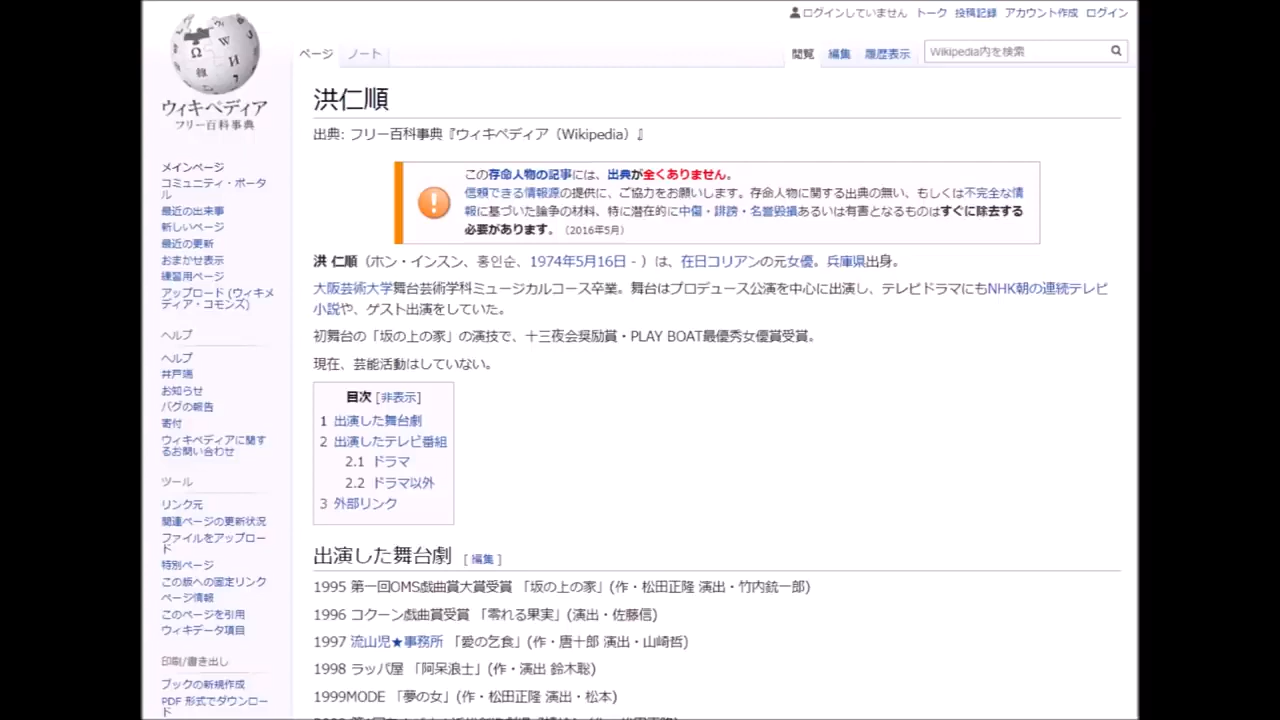 ログインしていません トーク 投稿記録 アカウント作成 ログイン
ページ ノート 閲覧 編集 履歴表示 Wikipedia内を検索
ウィキペディア
フリー百科事典
メインページ
コミュニティ・ポータ
ル
最近の出来事
新しいページ
最近の更新
おまかせ表示
練習用ページ
アップロード (ウィキメ
ディア・コモンズ)
ヘルプ
ヘルプ
井戸端
お知らせ
バグの報告
寄付
ウィキペディアに関す
るお問い合わせ
ツール
リンク元
関連ページの更新状況
ファイルをアップロー
ド
特別ページ
この版への固定リンク
ページ情報
このページを引用
ウィキデータ項目
印刷/書き出し
ブックの新規作成
PDF 形式でダウンロー
ド
洪仁順
出典: フリー百科事典『ウィキペディア（Wikipedia）』
この存命人物の記事には、出典が全くありません。
信頼できる情報源の提供に、ご協力をお願いします。存命人物に関する出典の無い、もしくは不完全な情
報に基づいた論争の材料、特に潜在的に中傷・誹謗・名誉毀損あるいは有害となるものはすぐに除去する
必要があります。（2016年5月）
洪 仁順（ホン・インスン、홍인순、1974年5月16日 - ）は、在日コリアンの元女優。兵庫県出身。
大阪芸術大学舞台芸術学科ミュージカルコース卒業。舞台はプロデュース公演を中心に出演し、テレビドラマにもNHK朝の連続テレビ
小説や、ゲスト出演をしていた。
初舞台の「坂の上の家」の演技で、十三夜会奨励賞・PLAY BOAT最優秀女優賞受賞。
現在、芸能活動はしていない。
目次 [非表示]
1 出演した舞台劇
2 出演したテレビ番組
2.1 ドラマ
2.2 ドラマ以外
3 外部リンク
出演した舞台劇 [ 編集 ]
1995 第一回OMS戯曲賞大賞受賞 「坂の上の家」(作・松田正隆 演出・竹内銃一郎)
1996 コクーン戯曲賞受賞 「零れる果実」(演出・佐藤信)
1997 流山児★事務所 「愛の乞食」(作・唐十郎 演出・山崎哲)
1998 ラッパ屋 「阿呆浪士」(作・演出 鈴木聡)
1999MODE 「夢の女」(作・松田正隆 演出・松本)